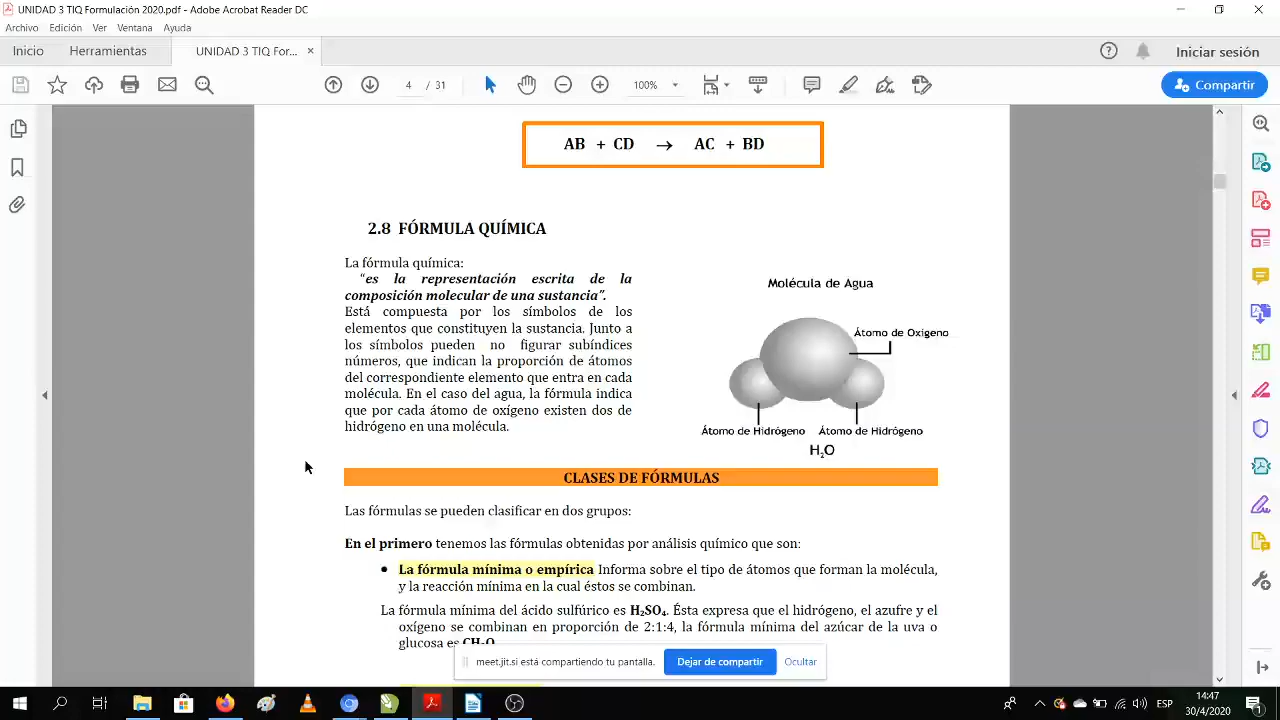 UNIDAD 3 TIQ Formulación 2020.pdf - Adobe Acrobat Reader DC
Archivo Edición Ver Ventana Ayuda
Inicio Herramientas UNIDAD 3 TIQ For... × Iniciar sesión
4 / 31 100% Compartir
AB + CD → AC + BD
2.8 FÓRMULA QUÍMICA
La fórmula química:
"es la representación escrita de la
composición molecular de una sustancia".
Está compuesta por los símbolos de los
elementos que constituyen la sustancia. Junto a
los símbolos pueden no figurar subíndices
números, que indican la proporción de átomos
del correspondiente elemento que entra en cada
molécula. En el caso del agua, la fórmula indica
que por cada átomo de oxígeno existen dos de
hidrógeno en una molécula.
Molécula de Agua
Átomo de Oxigeno
Átomo de Hidrógeno Átomo de Hidrógeno
H₂O
CLASES DE FÓRMULAS
Las fórmulas se pueden clasificar en dos grupos:
En el primero tenemos las fórmulas obtenidas por análisis químico que son:
● La fórmula mínima o empírica Informa sobre el tipo de átomos que forman la molécula,
y la reacción mínima en la cual éstos se combinan.
La fórmula mínima del ácido sulfúrico es H₂SO₄. Ésta expresa que el hidrógeno, el azufre y el
oxígeno se combinan en proporción de 2:1:4, la fórmula mínima del azúcar de la uva o
glucosa es CH₂O
meet.jit.si está compartiendo tu pantalla. Dejar de compartir Ocultar
ESP
14:47
30/4/2020
1